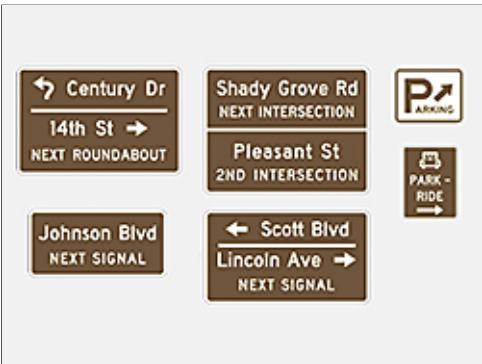 Century Dr
14th St
NEXT ROUNDABOUT
Shady Grove Rd
NEXT INTERSECTION
Pleasant St
2ND INTERSECTION
PARKING
PARK -
RIDE
Johnson Blvd
NEXT SIGNAL
Scott Blvd
Lincoln Ave
NEXT SIGNAL